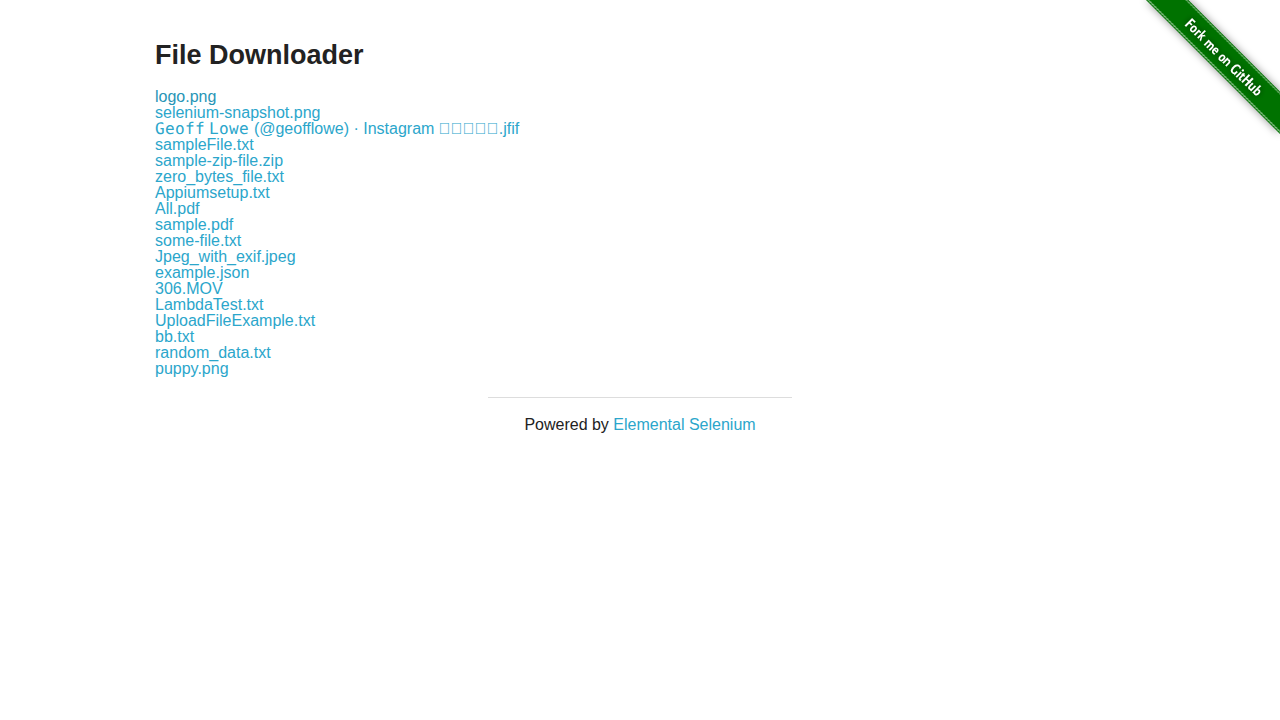 File Downloader
Fork me on GitHub
logo.png
selenium-snapshot.png
Geoff Lowe (@geofflowe) · Instagram .jfif
sampleFile.txt
sample-zip-file.zip
zero_bytes_file.txt
Appiumsetup.txt
All.pdf
sample.pdf
some-file.txt
Jpeg_with_exif.jpeg
example.json
306.MOV
LambdaTest.txt
UploadFileExample.txt
bb.txt
random_data.txt
puppy.png
Powered by Elemental Selenium